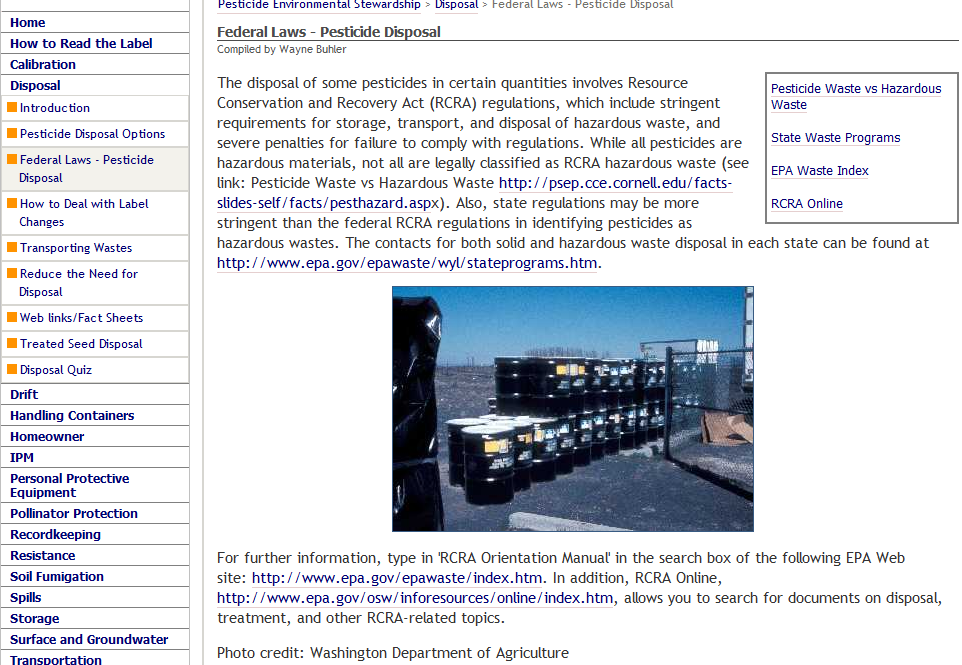 Pesticide Environmental Stewardship > Disposal > Federal Laws - Pesticide Disposal
Home
How to Read the Label
Calibration
Disposal
Introduction
Pesticide Disposal Options
Federal Laws - Pesticide
Disposal
How to Deal with Label
Changes
Transporting Wastes
Reduce the Need for
Disposal
Web links/Fact Sheets
Treated Seed Disposal
Disposal Quiz
Drift
Handling Containers
Homeowner
IPM
Personal Protective
Equipment
Pollinator Protection
Recordkeeping
Resistance
Soil Fumigation
Spills
Storage
Surface and Groundwater
Transportation
Federal Laws - Pesticide Disposal
Compiled by Wayne Buhler
The disposal of some pesticides in certain quantities involves Resource
Conservation and Recovery Act (RCRA) regulations, which include stringent
requirements for storage, transport, and disposal of hazardous waste, and
severe penalties for failure to comply with regulations. While all pesticides are
hazardous materials, not all are legally classified as RCRA hazardous waste (see
link: Pesticide Waste vs Hazardous Waste http://psep.cce.cornell.edu/facts-
slides-self/facts/pesthazard.aspx). Also, state regulations may be more
stringent than the federal RCRA regulations in identifying pesticides as
hazardous wastes. The contacts for both solid and hazardous waste disposal in each state can be found at
http://www.epa.gov/epawaste/wyl/stateprograms.htm.
Pesticide Waste vs Hazardous
Waste
State Waste Programs
EPA Waste Index
RCRA Online
For further information, type in 'RCRA Orientation Manual' in the search box of the following EPA Web
site: http://www.epa.gov/epawaste/index.htm. In addition, RCRA Online,
http://www.epa.gov/osw/inforesources/online/index.htm, allows you to search for documents on disposal,
treatment, and other RCRA-related topics.
Photo credit: Washington Department of Agriculture